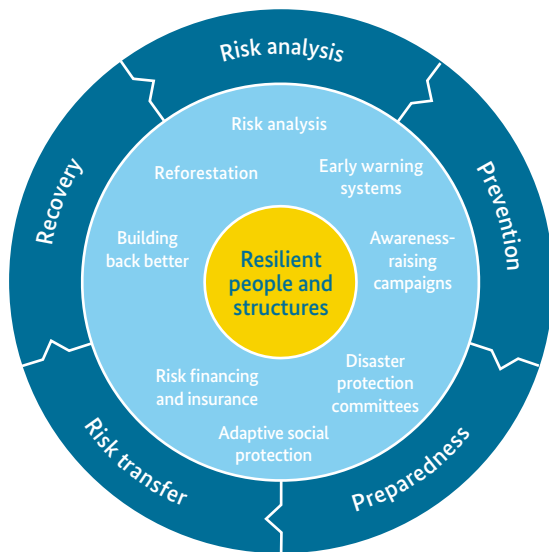 Risk analysis
Prevention
Preparedness
Risk transfer
Recovery
Risk analysis
Early warning
systems
Awareness-
raising
campaigns
Disaster
protection
committees
Adaptive social
protection
Risk financing
and insurance
Building
back better
Reforestation
Resilient
people and
structures